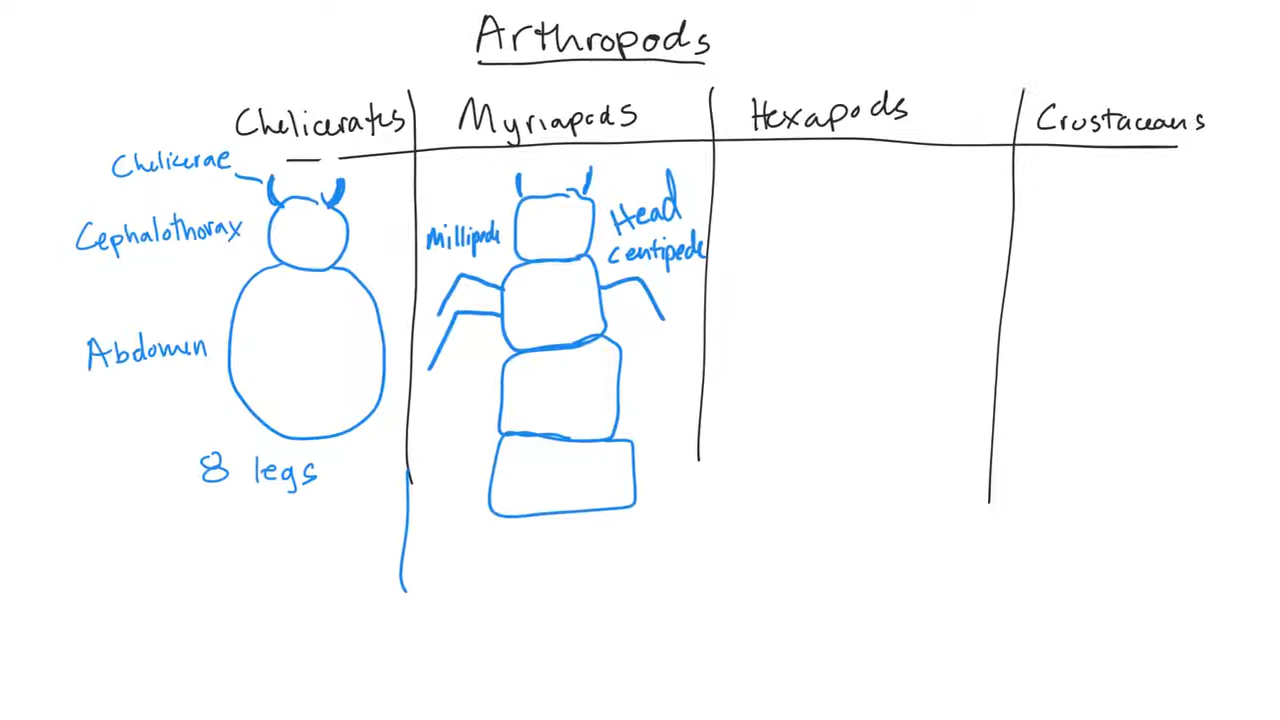 Arthropods
Chelicerates
Myriapods
Hexapods
Crustaceans
Chelicerae
Cephalothorax
Abdomen
8 legs
Millipede
Head
Centipede